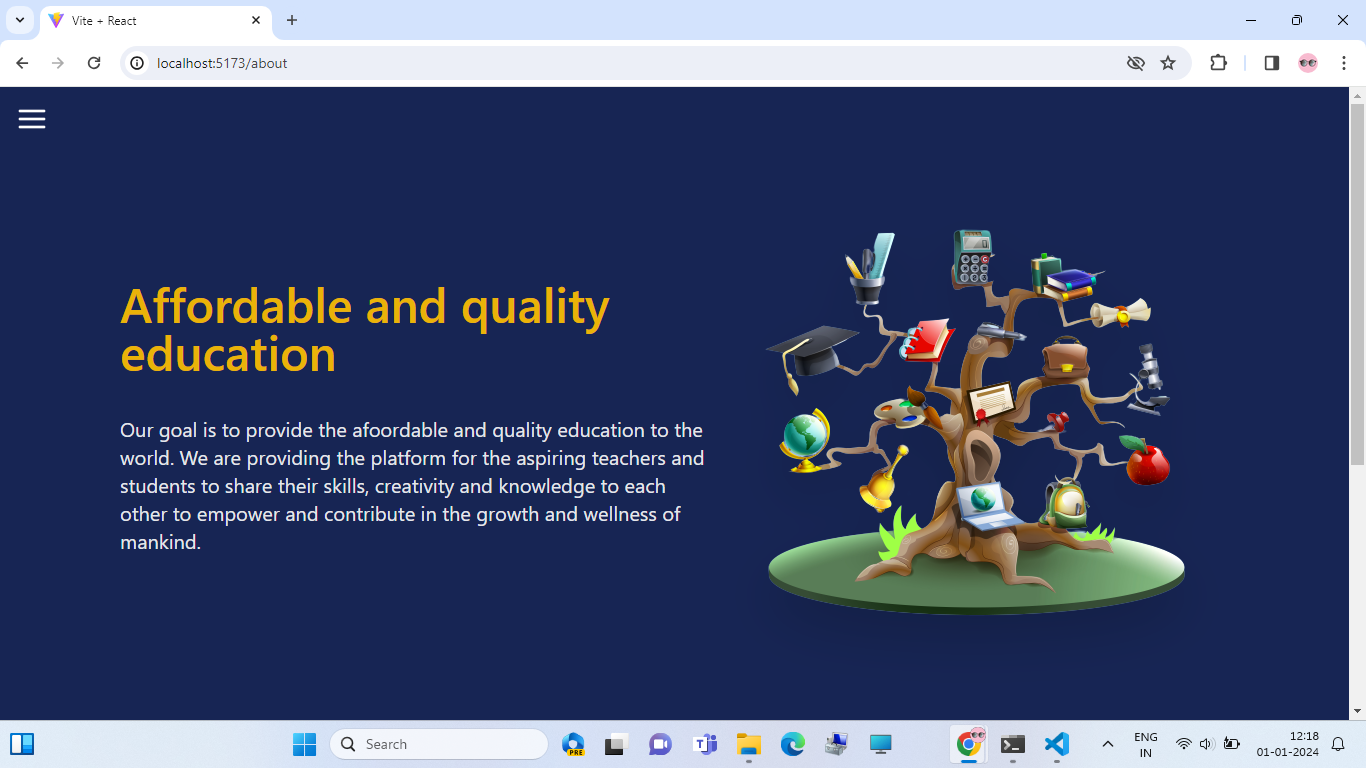 Vite + React
localhost:5173/about
Affordable and quality
education
Our goal is to provide the afoordable and quality education to the
world. We are providing the platform for the aspiring teachers and
students to share their skills, creativity and knowledge to each
other to empower and contribute in the growth and wellness of
mankind.
Search
PRE
ENG
IN
12:18
01-01-2024